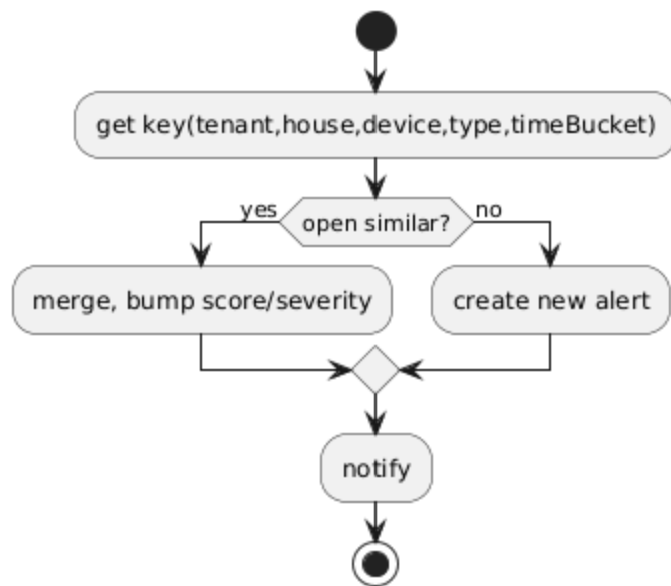 get key(tenant,house,device,type,timeBucket)
yes
open similar?
no
merge, bump score/severity
create new alert
notify